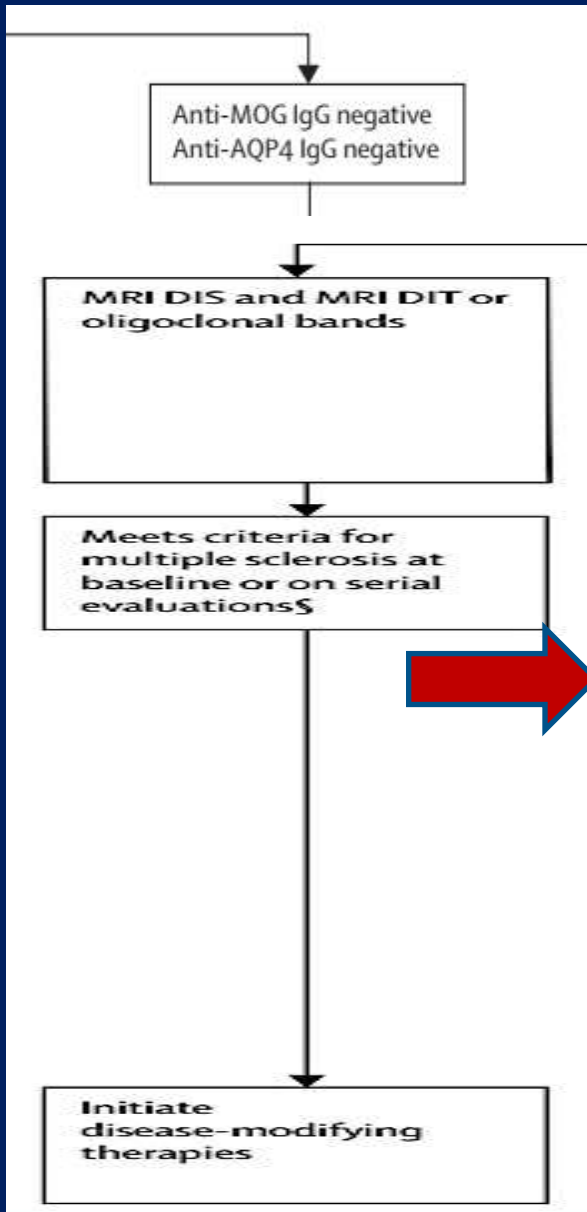 Anti-MOG IgG negative
Anti-AQP4 IgG negative
MRI DIS and MRI DIT or
oligoclonal bands
Meets criteria for
multiple sclerosis at
baseline or on serial
evaluations§
Initiate
disease-modifying
therapies